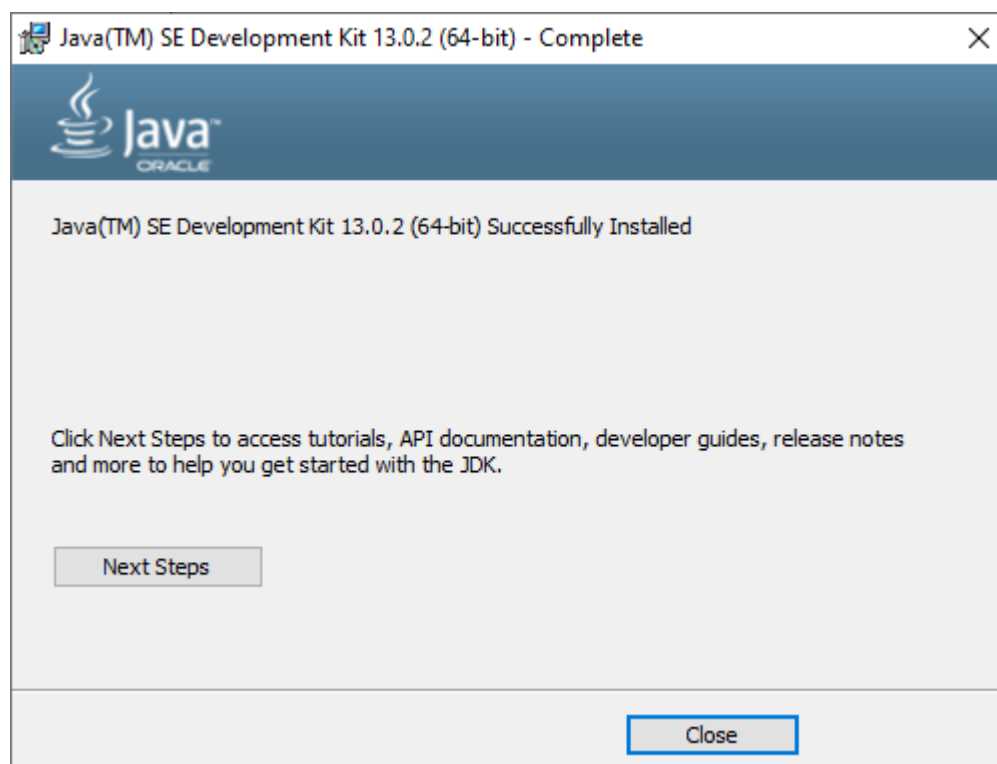 Java(TM) SE Development Kit 13.0.2 (64-bit) - Complete
Java™
ORACLE
Java(TM) SE Development Kit 13.0.2 (64-bit) Successfully Installed
Click Next Steps to access tutorials, API documentation, developer guides, release notes
and more to help you get started with the JDK.
Next Steps
Close